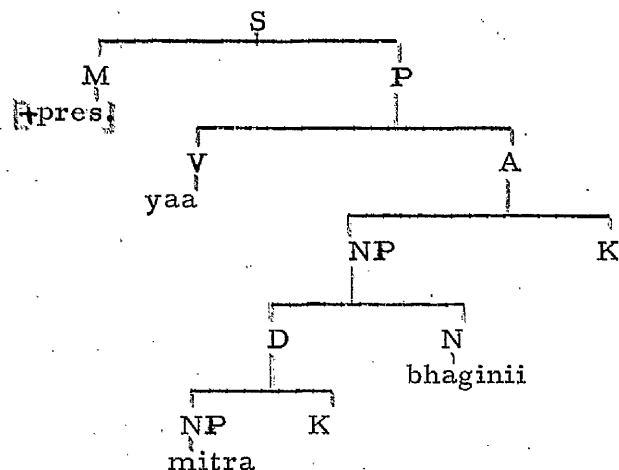 S
M P
[+pres.]
V A
yaa
NP K
D N
bhaginii
NP K
mitra